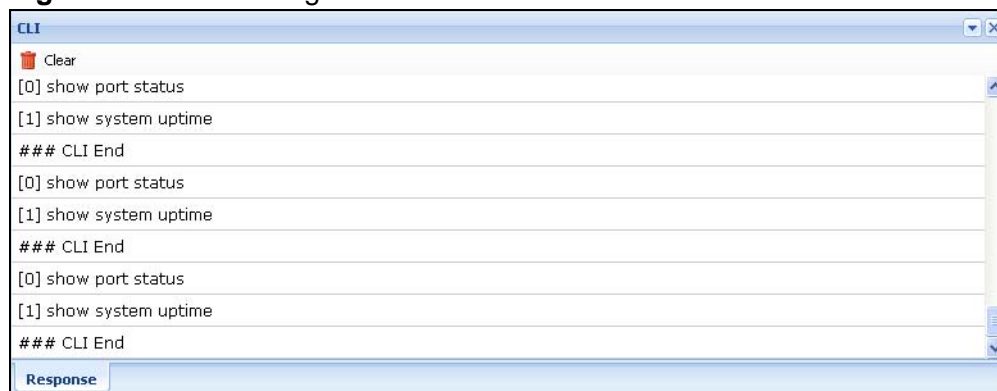 CLI
Clear
[0] show port status
[1] show system uptime
### CLI End
[0] show port status
[1] show system uptime
### CLI End
[0] show port status
[1] show system uptime
### CLI End
Response